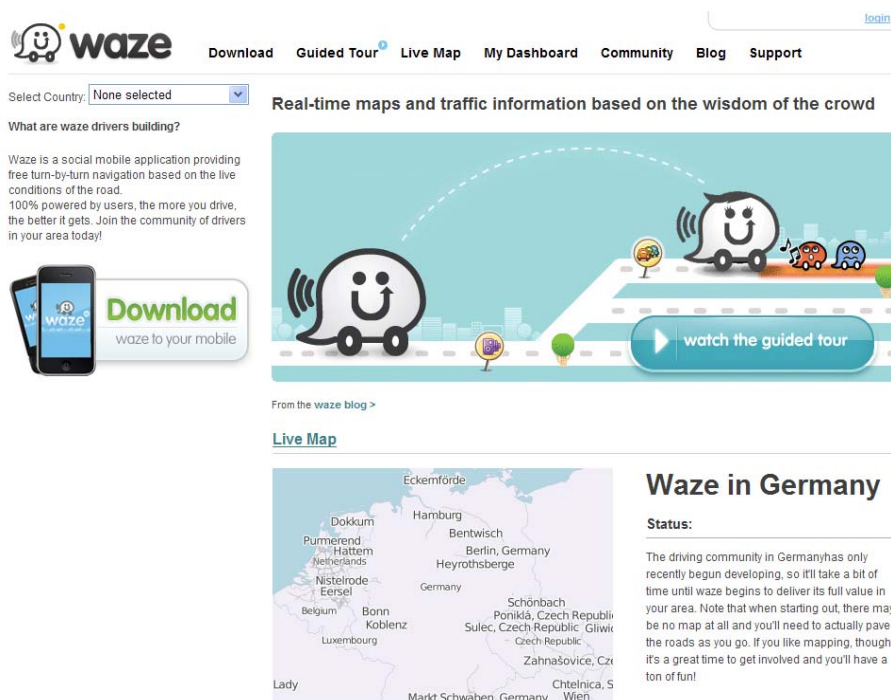 login
waze
Download Guided Tour Live Map My Dashboard Community Blog Support
Select Country: None selected
What are waze drivers building?
Waze is a social mobile application providing
free turn-by-turn navigation based on the live
conditions of the road.
100% powered by users, the more you drive,
the better it gets. Join the community of drivers
in your area today!
waze
Download
waze to your mobile
Real-time maps and traffic information based on the wisdom of the crowd
watch the guided tour
From the waze blog >
Live Map
Eckernförde
Hamburg
Dokkum
Bentwisch
Purmerend
Hattem
Berlin, Germany
Netherlands
Heyrothsberge
Nistelrode
Eersel
Germany
Schönbach
Belgium
Bonn
Poniklá, Czech Republi
Koblenz
Sulec, Czech Republic
Gliwi
Luxembourg
Czech Republic
Zahnašovice, Cze
Lady
Chtelnica, S
Markt Schwaben, Germany
Wien
Waze in Germany
Status:
The driving community in Germanyhas only
recently begun developing, so it'll take a bit of
time until waze begins to deliver its full value in
your area. Note that when starting out, there may
be no map at all and you'll need to actually pave
the roads as you go. If you like mapping, though
it's a great time to get involved and you'll have a
ton of fun!